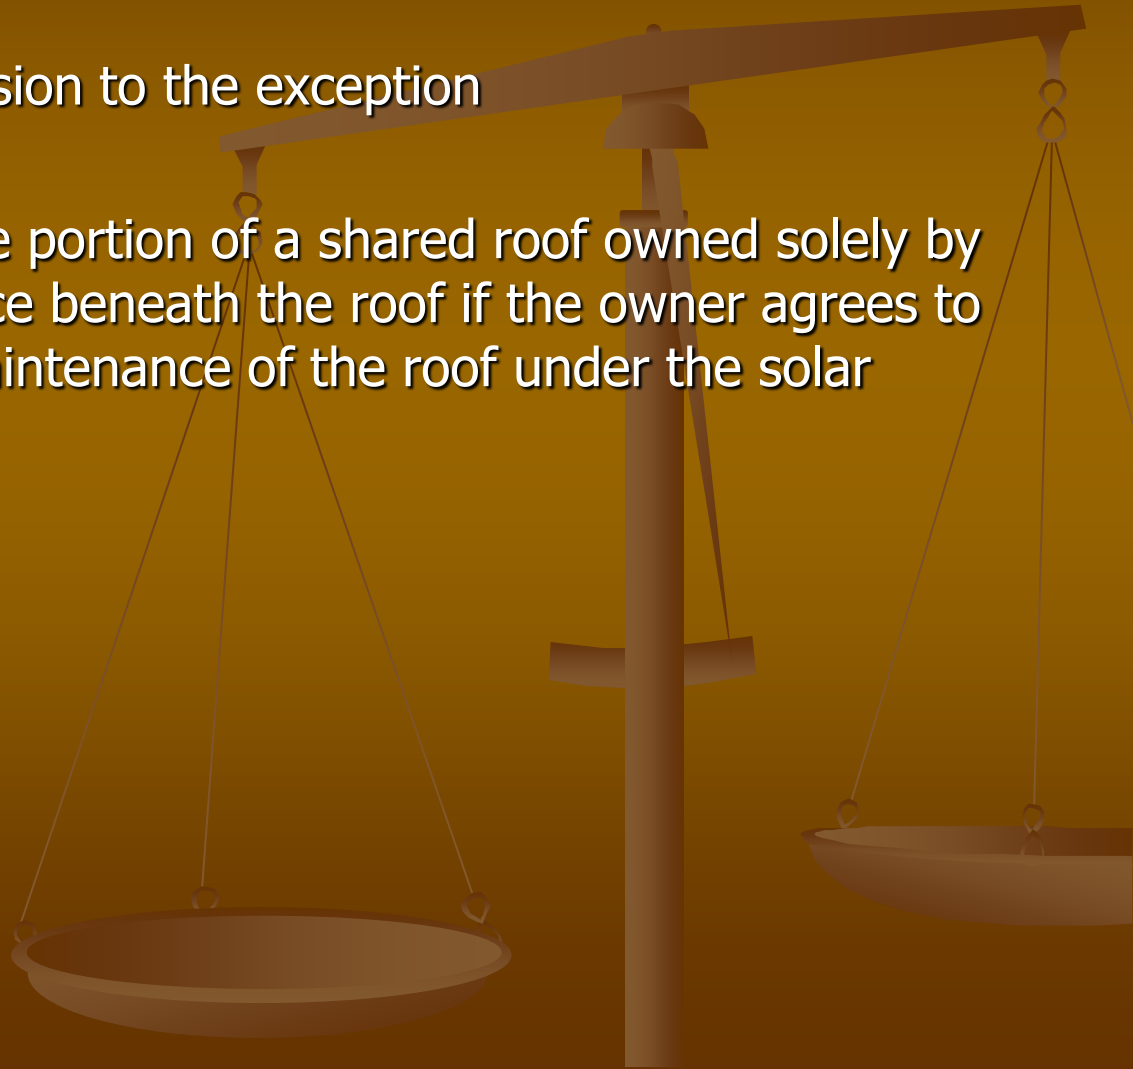 sion to the exception
e portion of a shared roof owned solely by
ce beneath the roof if the owner agrees to
intenance of the roof under the solar